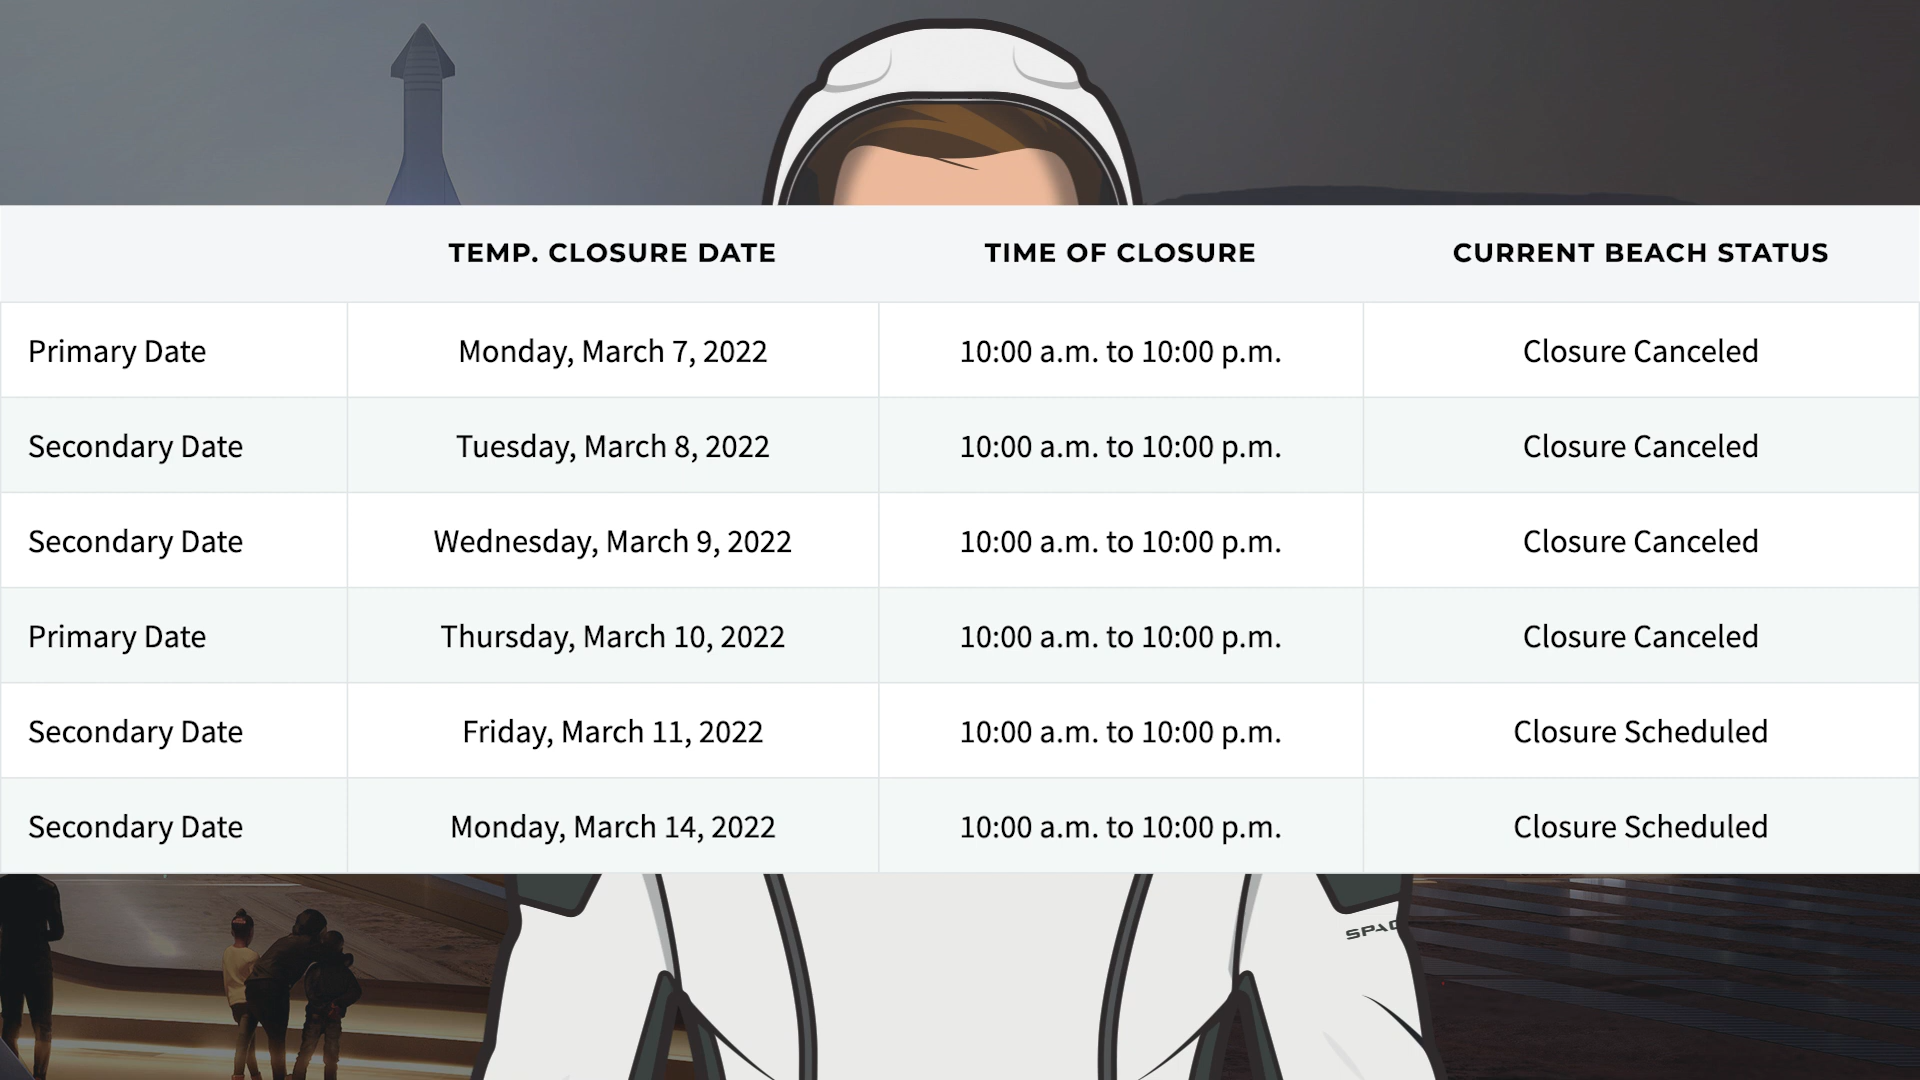 TEMP. CLOSURE DATE TIME OF CLOSURE CURRENT BEACH STATUS
Primary Date Monday, March 7, 2022 10:00 a.m. to 10:00 p.m. Closure Canceled
Secondary Date Tuesday, March 8, 2022 10:00 a.m. to 10:00 p.m. Closure Canceled
Secondary Date Wednesday, March 9, 2022 10:00 a.m. to 10:00 p.m. Closure Canceled
Primary Date Thursday, March 10, 2022 10:00 a.m. to 10:00 p.m. Closure Canceled
Secondary Date Friday, March 11, 2022 10:00 a.m. to 10:00 p.m. Closure Scheduled
Secondary Date Monday, March 14, 2022 10:00 a.m. to 10:00 p.m. Closure Scheduled
SPAC